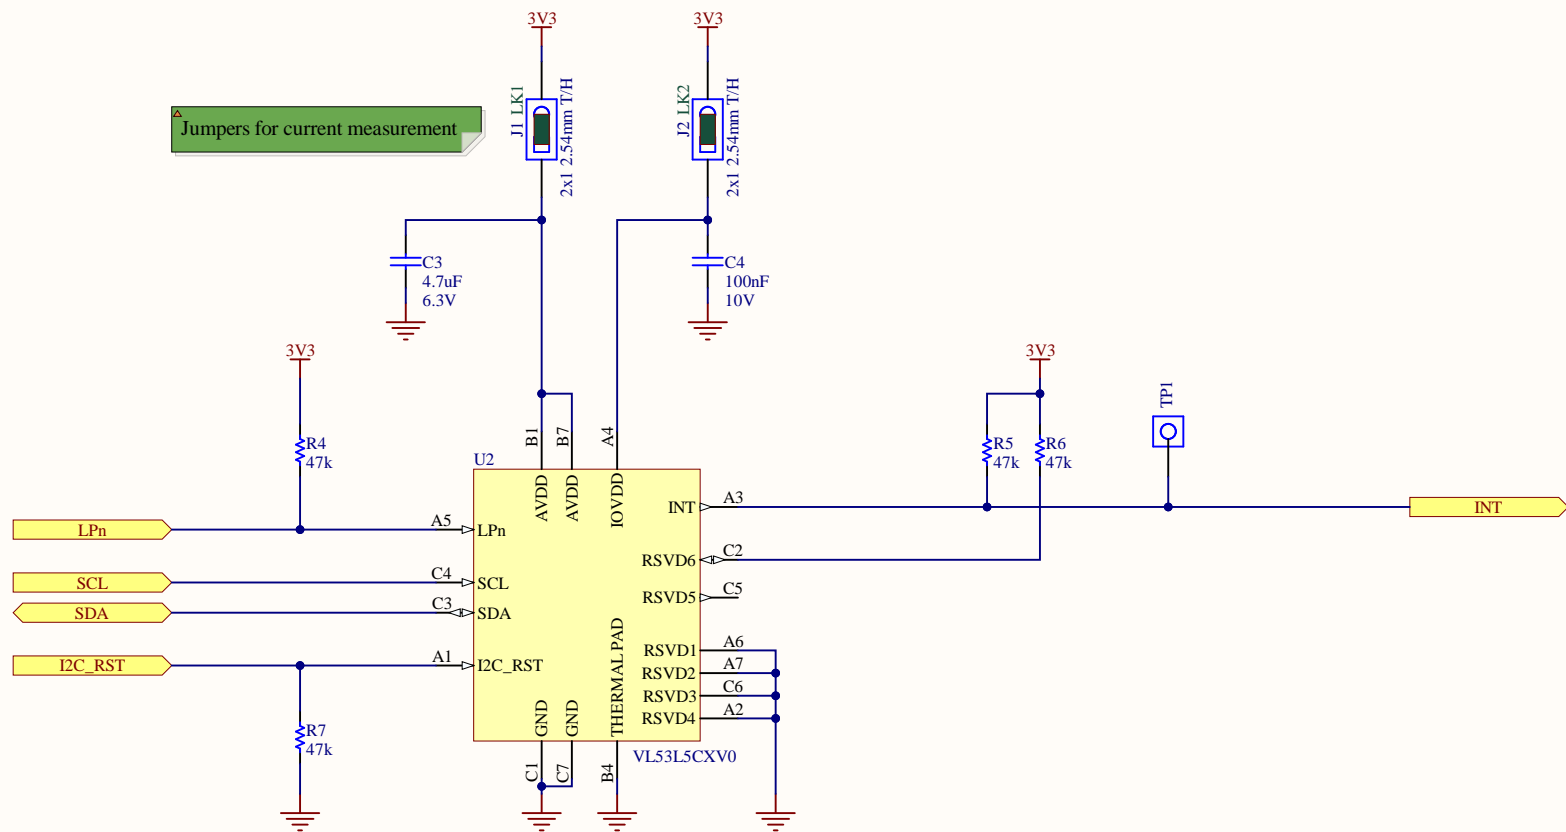 3V3
3V3
J1 LK1
2x1 2.54mm T/H
J2 LK2
2x1 2.54mm T/H
Jumpers for current measurement
C3
4.7uF
6.3V
C4
100nF
10V
3V3
3V3
TP1
R4
47k
R5
47k
R6
47k
U2
B1
B7
A4
AVDD
AVDD
IOVDD
LPn
A5
LPn
INT
A3
INT
RSVD6
C2
SCL
C4
SCL
RSVD5
C5
SDA
C3
SDA
I2C_RST
A1
I2C_RST
RSVD1
A6
RSVD2
A7
RSVD3
C6
RSVD4
A2
GND
GND
THERMAL PAD
R7
47k
VL53L5CXV0
C1
C7
B4